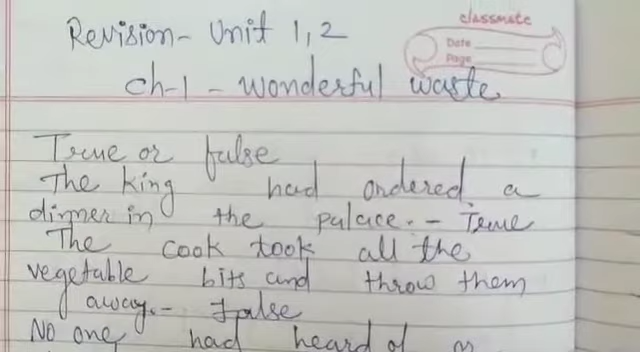 classmate
Date
Page
Revision- Unit 1,2
ch-1 - wonderful waste
True or false
The king had ordered a
dinner in the palace. - True
The cook took all the
vegetable bits and throw them
away. - False
No one had heard of